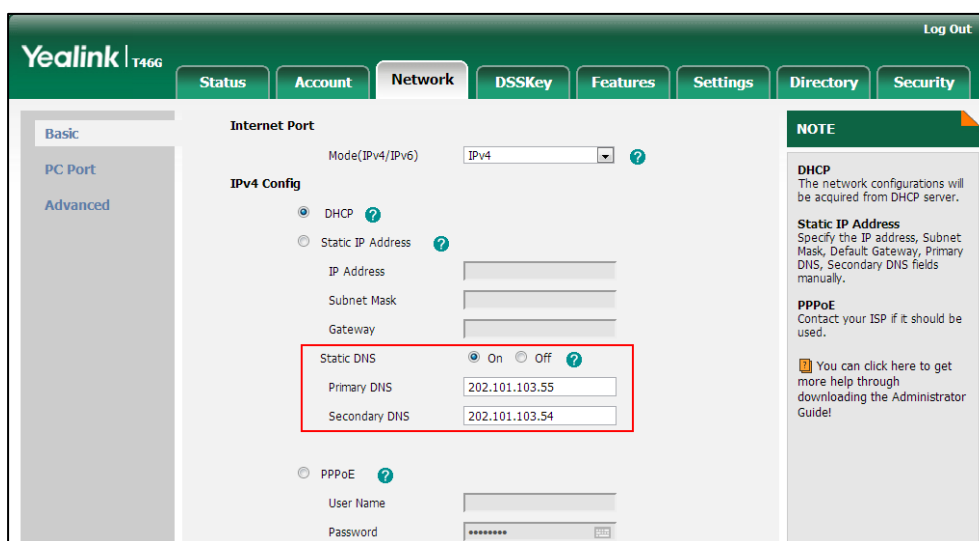 Log Out
Yealink | T46G
Status Account Network DSSKey Features Settings Directory Security
Basic
PC Port
Advanced
Internet Port
Mode(IPv4/IPv6) IPv4 ?
IPv4 Config
DHCP ?
Static IP Address ?
IP Address
Subnet Mask
Gateway
Static DNS On Off ?
Primary DNS 202.101.103.55
Secondary DNS 202.101.103.54
PPPoE ?
User Name
Password ••••••••
NOTE
DHCP
The network configurations will
be acquired from DHCP server.
Static IP Address
Specify the IP address, Subnet
Mask, Default Gateway, Primary
DNS, Secondary DNS fields
manually.
PPPoE
Contact your ISP if it should be
used.
? You can click here to get
more help through
downloading the Administrator
Guide!